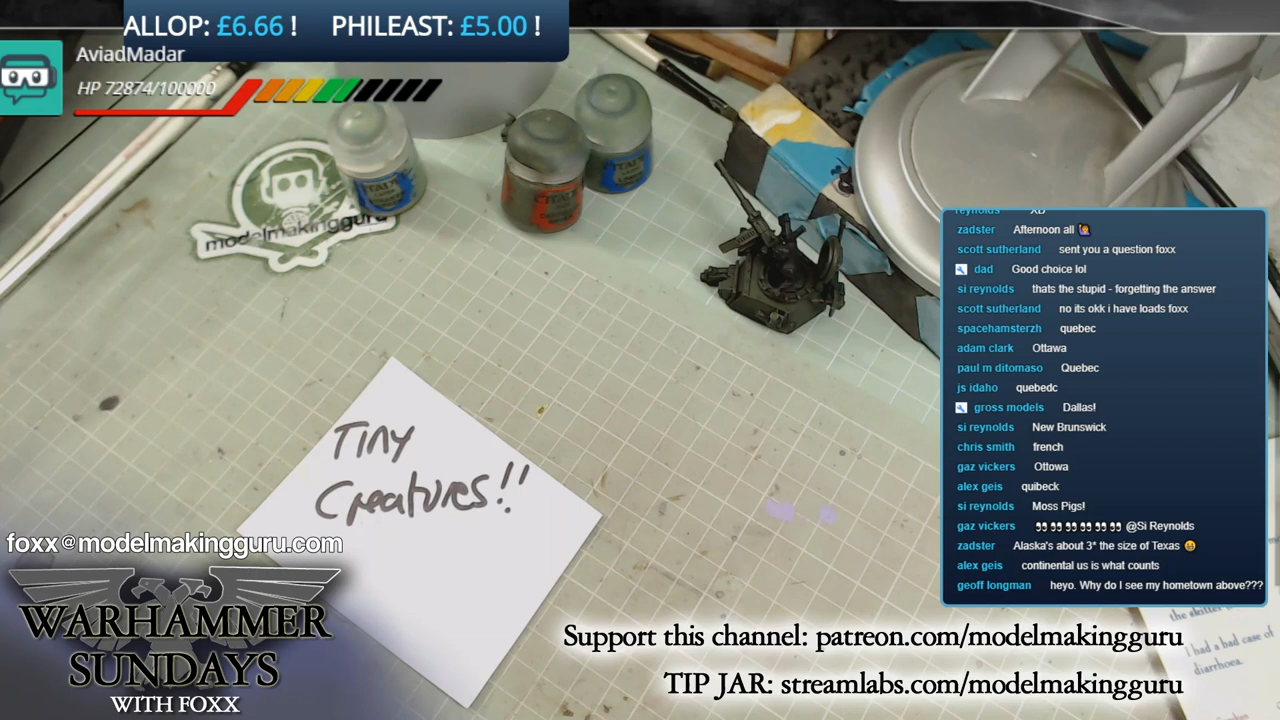 ALLOP: £6.66 ! PHILEAST: £5.00 !
AviadMadar
HP 72874/100000
modelmakingguru
reynolds XD
zadster Afternoon all
scott sutherland sent you a question foxx
dad Good choice lol
si reynolds thats the stupid - forgetting the answer
scott sutherland no its okk i have loads foxx
spacehamsterzh quebec
adam clark Ottawa
paul m ditomaso Quebec
js idaho quebedc
gross models Dallas!
si reynolds New Brunswick
chris smith french
gaz vickers Ottowa
alex geis quibeck
si reynolds Moss Pigs!
gaz vickers @Si Reynolds
zadster Alaska's about 3* the size of Texas
alex geis continental us is what counts
geoff longman heyo. Why do I see my hometown above???
Tiny
Creatures!!
foxx@modelmakingguru.com
WARHAMMER
SUNDAYS
WITH FOXX
Support this channel: patreon.com/modelmakingguru
TIP JAR: streamlabs.com/modelmakingguru
I had a bad case of
diarrhoea.